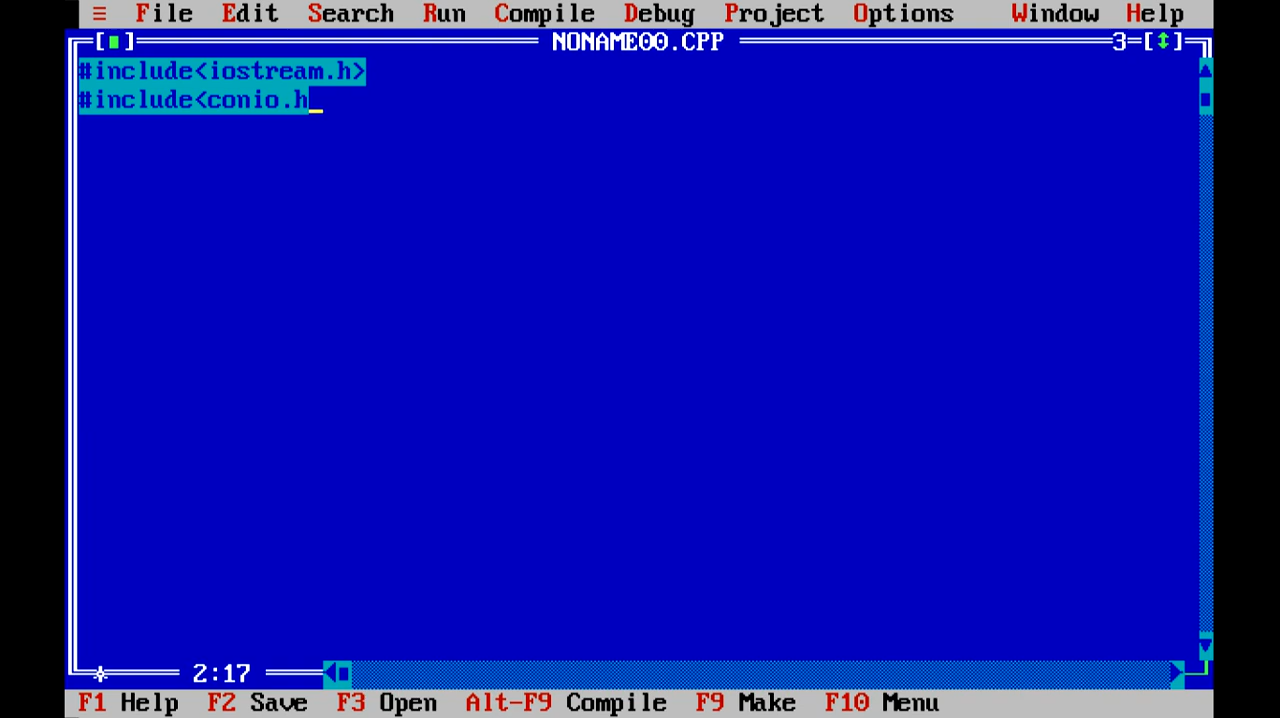 ≡ File Edit Search Run Compile Debug Project Options Window Help
[■] NONAME00.CPP 3=[↕]
#include<iostream.h>
#include<conio.h_
2:17
F1 Help F2 Save F3 Open Alt-F9 Compile F9 Make F10 Menu